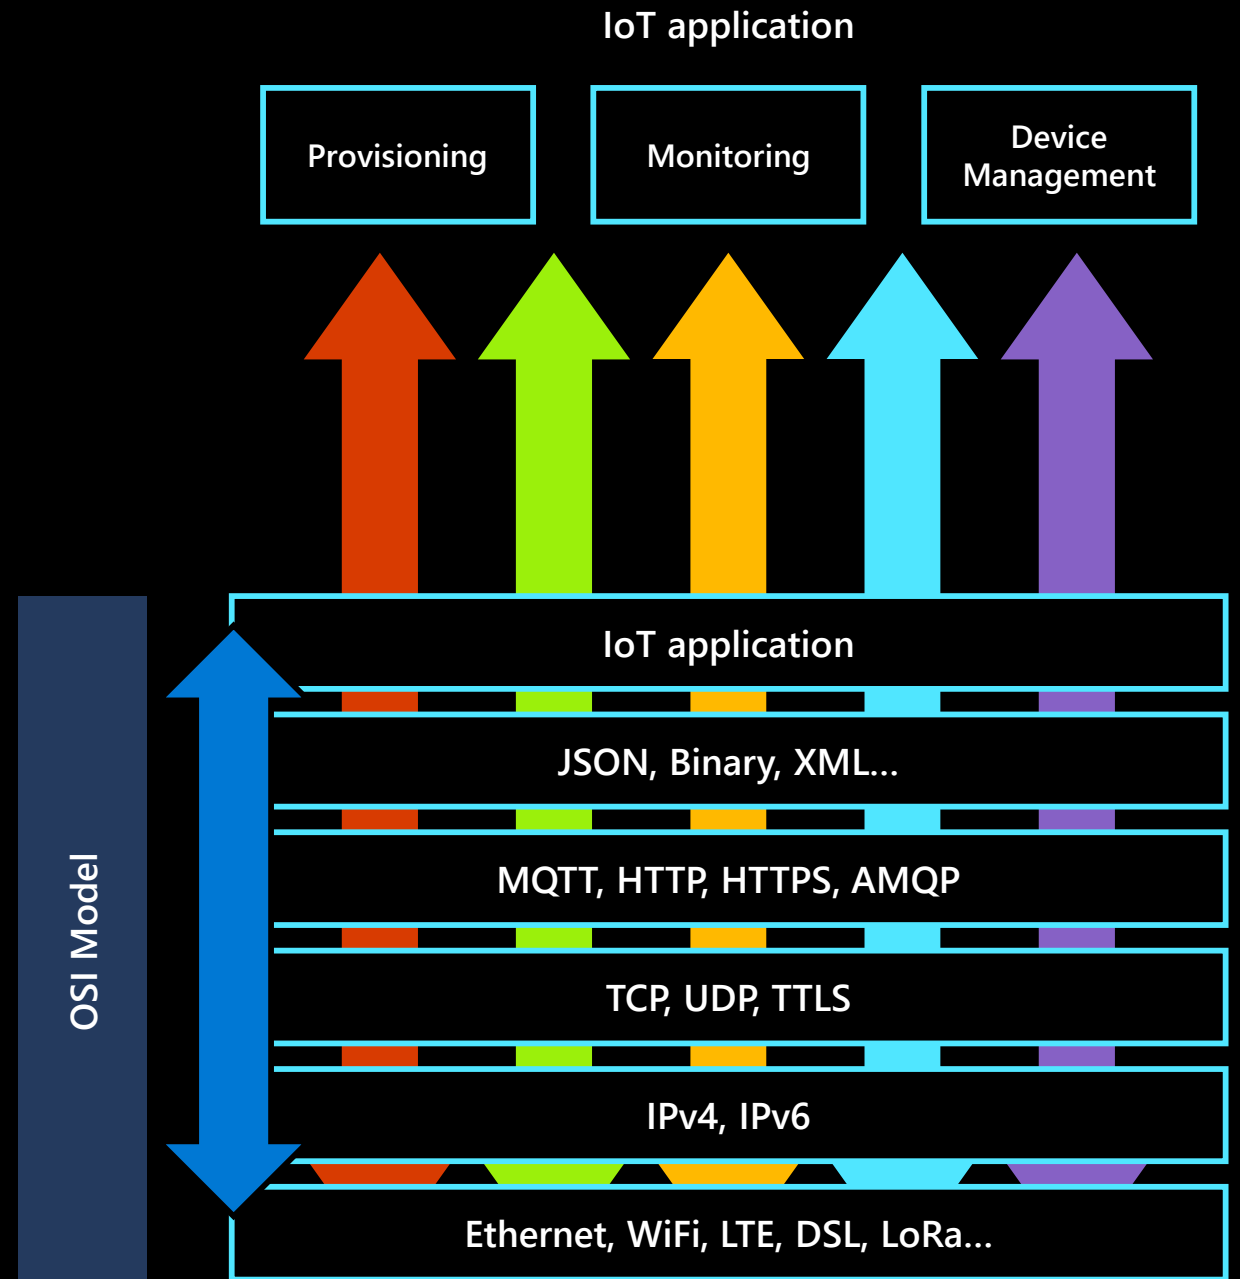 IoT application
Provisioning
Monitoring
Device
Management
OSI Model
IoT application
JSON, Binary, XML...
MQTT, HTTP, HTTPS, AMQP
TCP, UDP, TTLS
IPv4, IPv6
Ethernet, WiFi, LTE, DSL, LoRa...